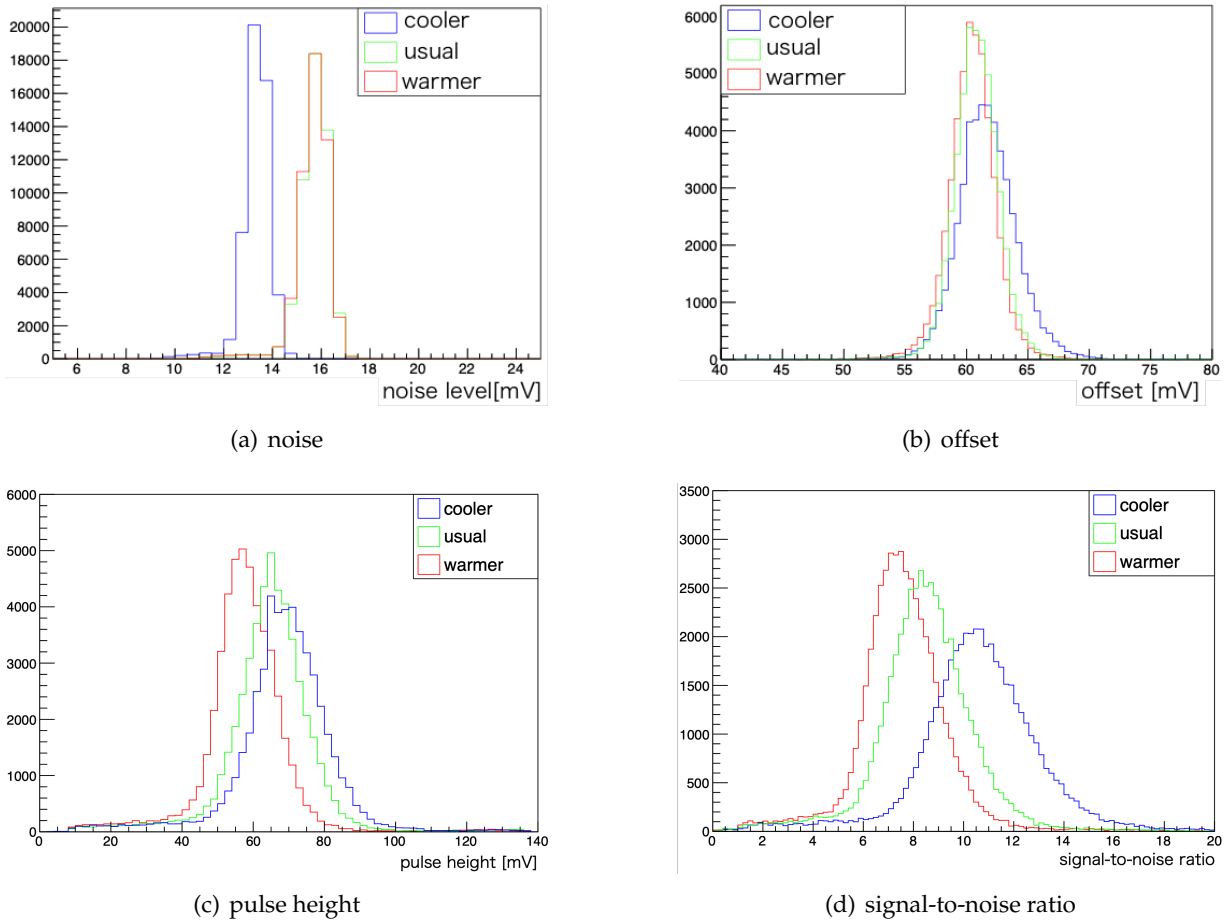 20000
18000
16000
14000
12000
10000
8000
6000
4000
2000
0
6 8 10 12 14 16 18 20 22 24
noise level[mV]
cooler
usual
warmer
(a) noise
6000
5000
4000
3000
2000
1000
0
40 45 50 55 60 65 70 75 80
offset [mV]
cooler
usual
warmer
(b) offset
6000
5000
4000
3000
2000
1000
0
0 20 40 60 80 100 120 140
pulse height [mV]
cooler
usual
warmer
(c) pulse height
3500
3000
2500
2000
1500
1000
500
0
0 2 4 6 8 10 12 14 16 18 20
signal-to-noise ratio
cooler
usual
warmer
(d) signal-to-noise ratio